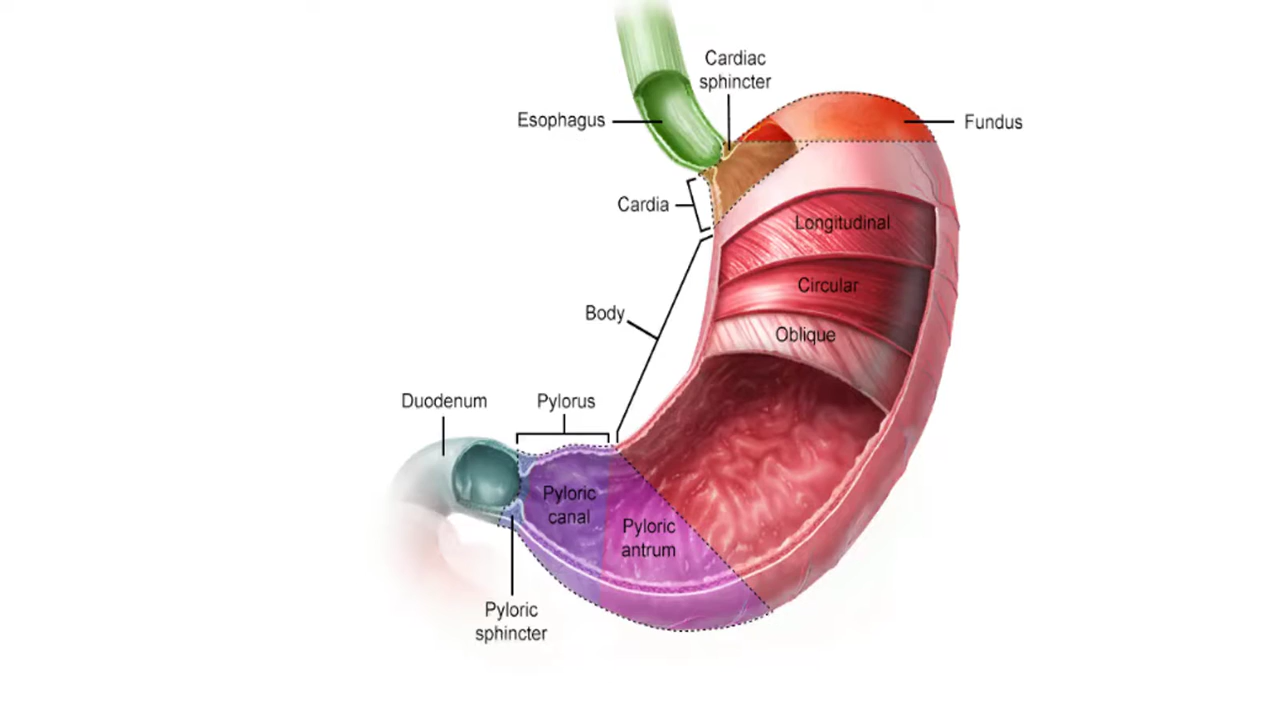 Cardiac
sphincter
Esophagus
Fundus
Cardia
Longitudinal
Circular
Body
Oblique
Duodenum
Pylorus
Pyloric
canal
Pyloric
antrum
Pyloric
sphincter